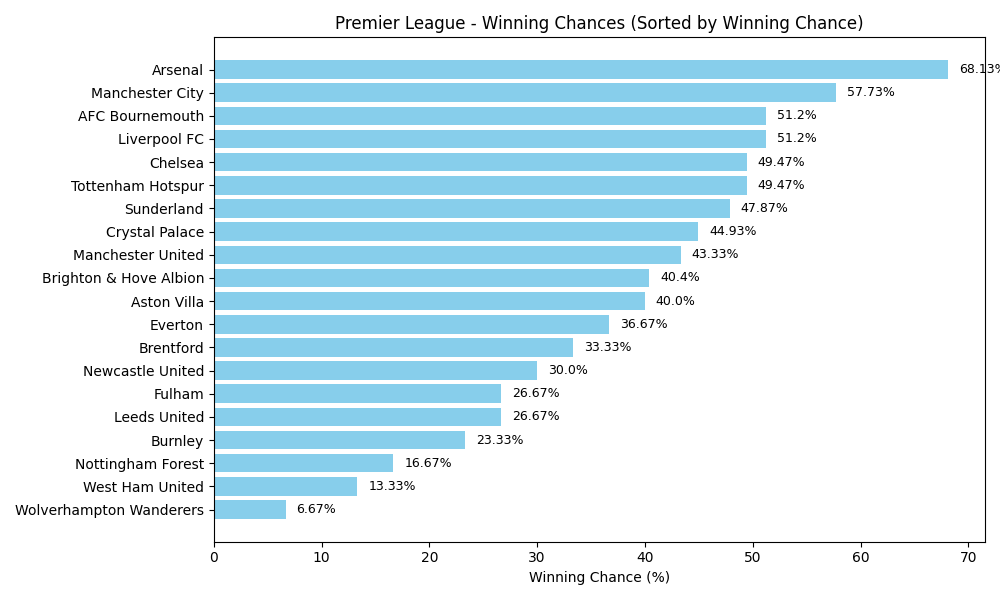 Premier League - Winning Chances (Sorted by Winning Chance)
Arsenal 68.13%
Manchester City 57.73%
AFC Bournemouth 51.2%
Liverpool FC 51.2%
Chelsea 49.47%
Tottenham Hotspur 49.47%
Sunderland 47.87%
Crystal Palace 44.93%
Manchester United 43.33%
Brighton & Hove Albion 40.4%
Aston Villa 40.0%
Everton 36.67%
Brentford 33.33%
Newcastle United 30.0%
Fulham 26.67%
Leeds United 26.67%
Burnley 23.33%
Nottingham Forest 16.67%
West Ham United 13.33%
Wolverhampton Wanderers 6.67%
0 10 20 30 40 50 60 70
Winning Chance (%)